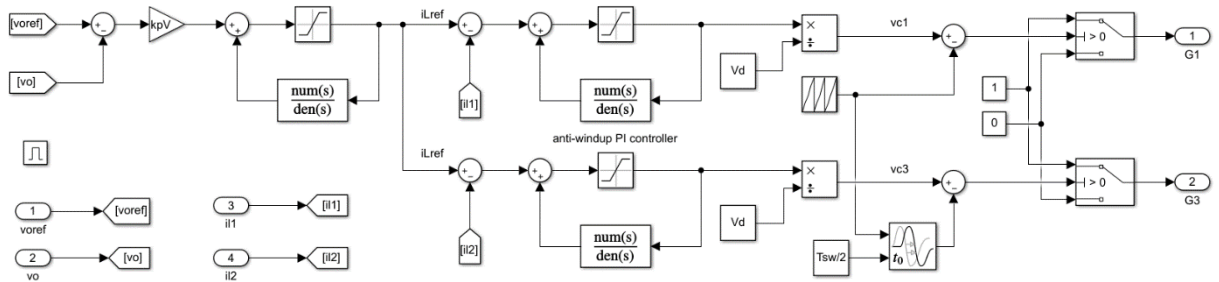 [voref]
kpV
iLref
vc1
1
G1
> 0
[vo]
num(s)
den(s)
[il1]
num(s)
den(s)
Vd
1
0
anti-windup PI controller
iLref
vc3
> 0
2
G3
1
voref
[voref]
3
il1
[il1]
[il2]
num(s)
den(s)
Vd
2
vo
[vo]
4
il2
[il2]
Tsw/2
t0